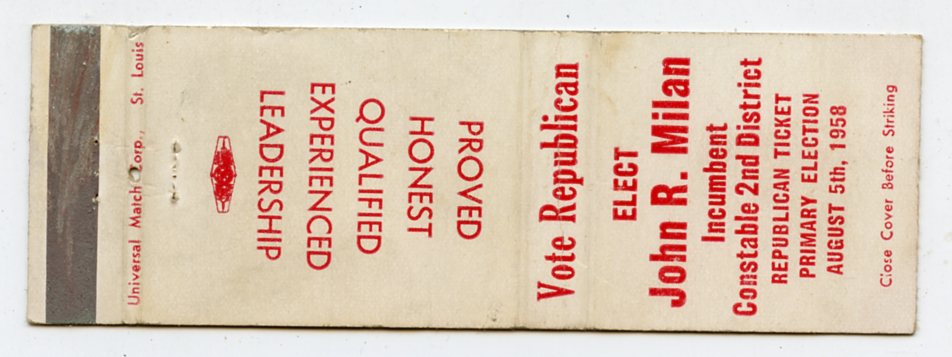 Vote Republican
ELECT
John R. Milan
Incumbent
Constable 2nd District
REPUBLICAN TICKET
PRIMARY ELECTION
AUGUST 5th, 1958
Close Cover Before Striking
PROVED
HONEST
QUALIFIED
EXPERIENCED
LEADERSHIP
Universal Match Corp., St. Louis